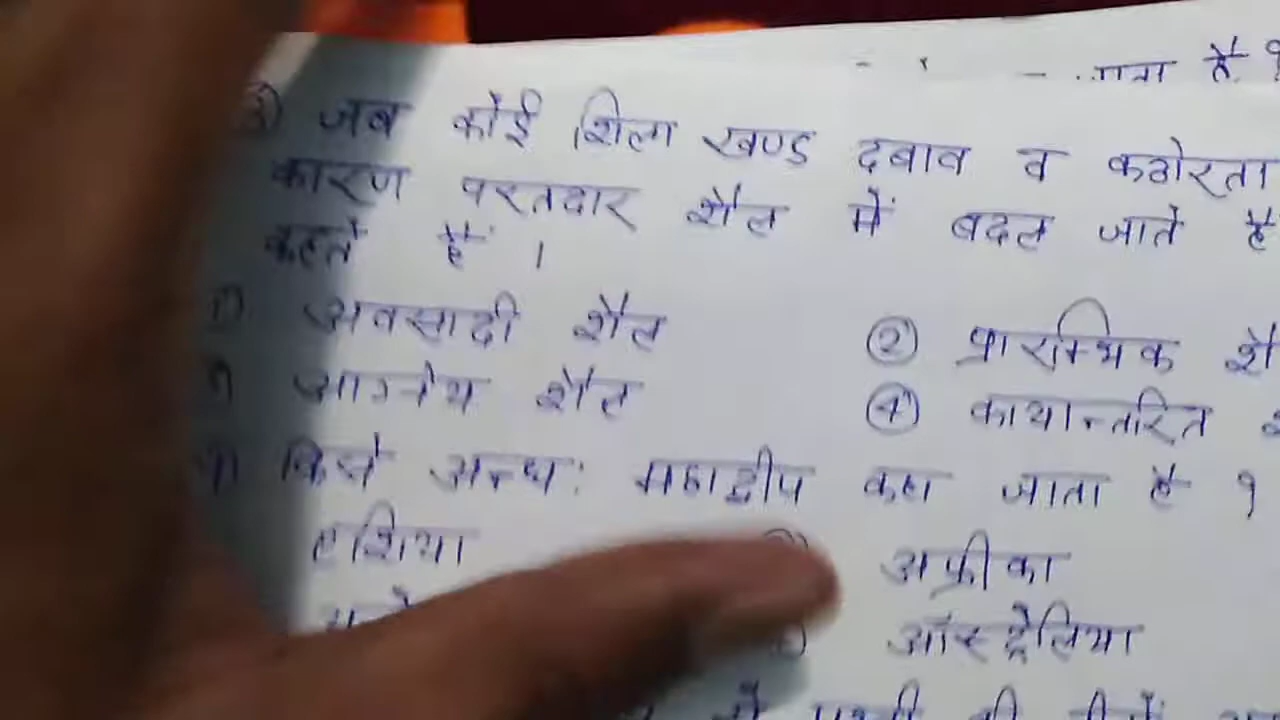 जब कोई शिला खण्ड दबाव व कठोरता
कारण परतदार शैल में बदल जाते है
कहते हैं ।
अवसादी शैल ② प्रारम्भिक शै
आग्नेय शैल ④ कायान्तरित
किसे अन्ध: महाद्वीप कहा जाता है ?
एशिया अफ्रीका
ऑस्ट्रेलिया